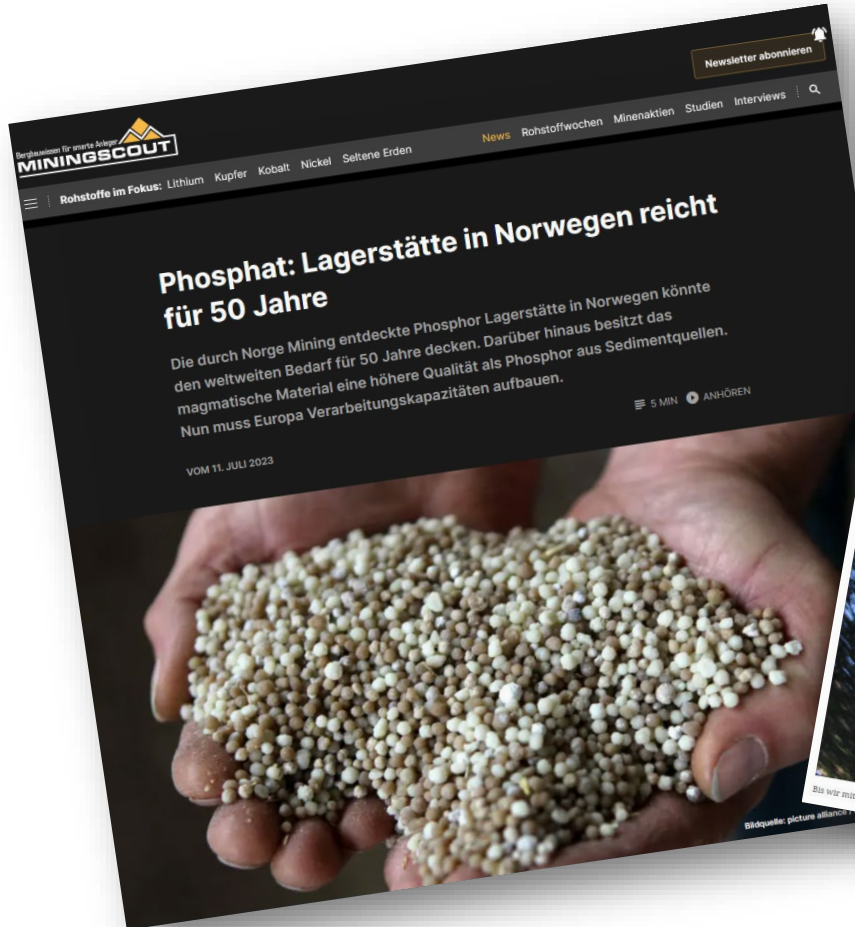 Newsletter abonnieren
Bergbauwissen für smarte Anleger
MININGSCOUT
Rohstoffe im Fokus: Lithium Kupfer Kobalt Nickel Seltene Erden
News Rohstoffwochen Minenaktien Studien Interviews
Phosphat: Lagerstätte in Norwegen reicht
für 50 Jahre
Die durch Norge Mining entdeckte Phosphor Lagerstätte in Norwegen könnte
den weltweiten Bedarf für 50 Jahre decken. Darüber hinaus besitzt das
magmatische Material eine höhere Qualität als Phosphor aus Sedimentquellen.
Nun muss Europa Verarbeitungskapazitäten aufbauen.
5 MIN ANHÖREN
VOM 11. JULI 2023
Bis wir mit
Bildquelle: picture alliance /